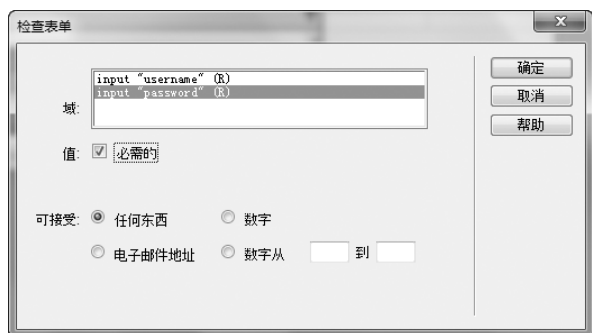 检查表单
input "username" (R)
input "password" (R)
域:
值: 必需的
可接受: 任何东西 数字
电子邮件地址 数字从 到
确定
取消
帮助